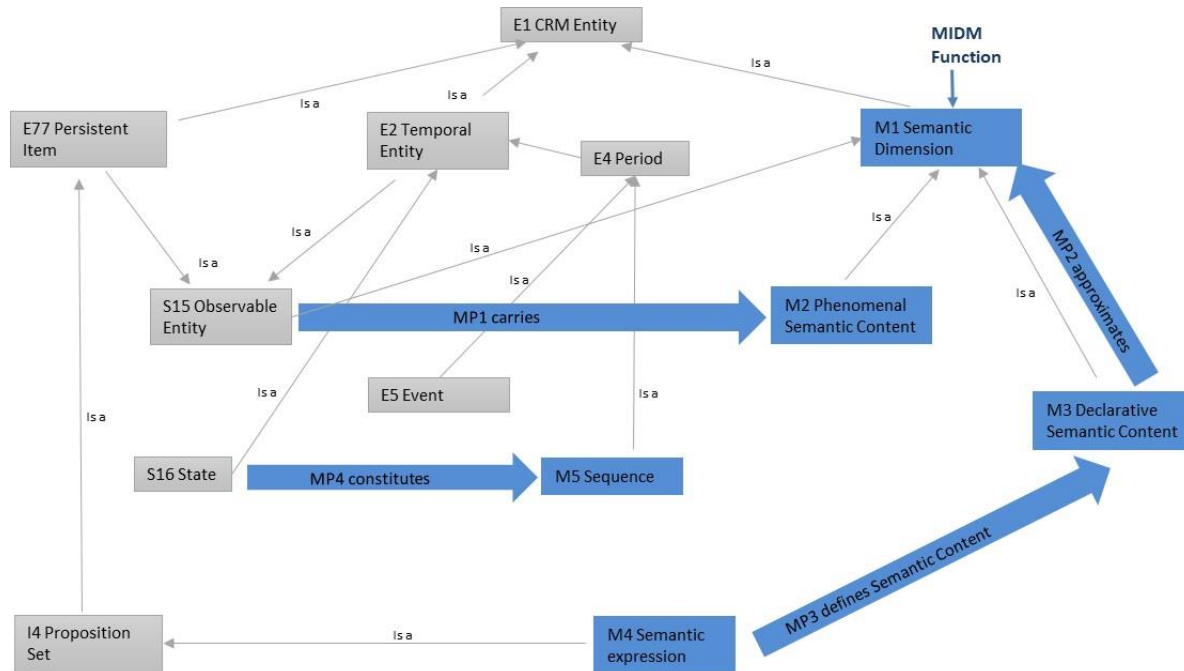 E1 CRM Entity
MIDM
Function
Is a
Is a
Is a
E77 Persistent
Item
E2 Temporal
Entity
E4 Period
M1 Semantic
Dimension
Is a
Is a
Is a
Is a
Is a
Is a
MP2 approximates
S15 Observable
Entity
MP1 carries
M2 Phenomenal
Semantic Content
Is a
Is a
E5 Event
Is a
M3 Declarative
Semantic Content
S16 State
MP4 constitutes
M5 Sequence
MP3 defines Semantic Content
I4 Proposition
Set
Is a
M4 Semantic
expression